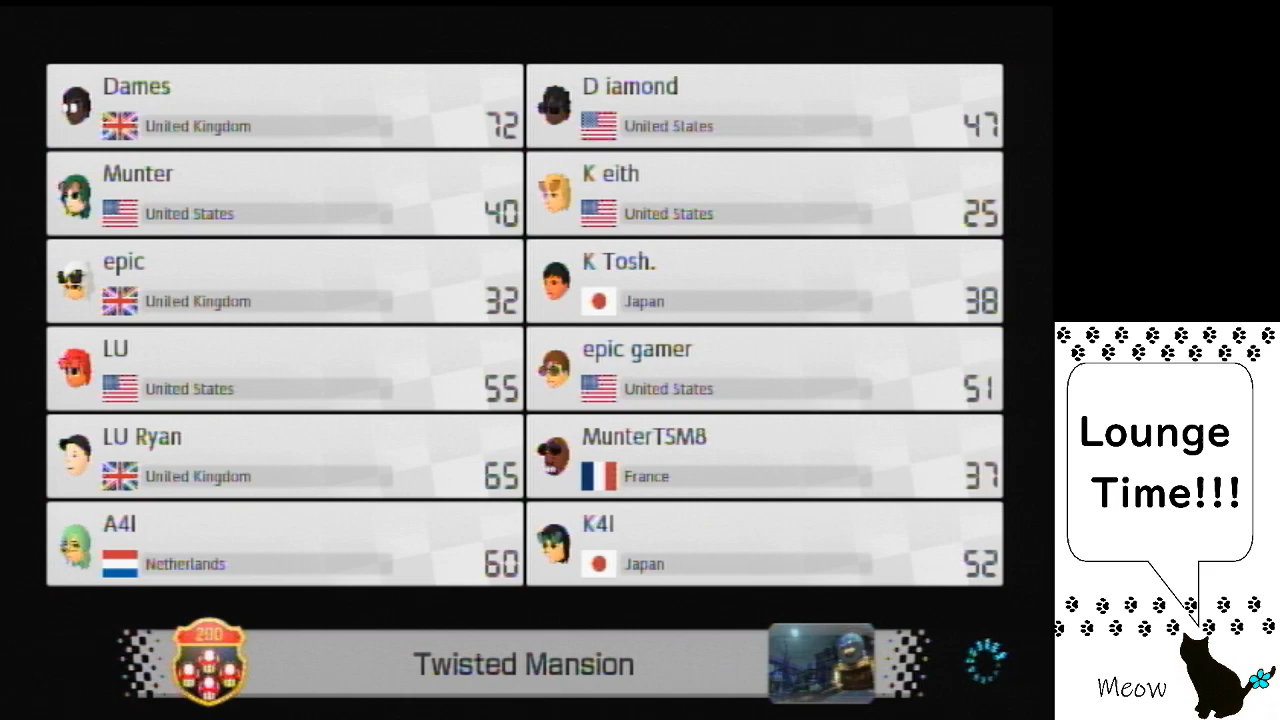 Dames
United Kingdom
72
D iamond
United States
47
Munter
United States
40
K eith
United States
25
epic
United Kingdom
32
K Tosh.
Japan
38
LU
United States
55
epic gamer
United States
51
LU Ryan
United Kingdom
65
MunterTSM8
France
37
A4I
Netherlands
60
K4I
Japan
52
200
Twisted Mansion
Lounge
Time!!!
Meow